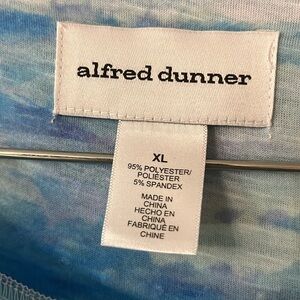 alfred dunner
XL
95% POLYESTER/
POLIÉSTER
5% SPANDEX
MADE IN
CHINA
HECHO EN
CHINA
FABRIQUÉ EN
CHINE